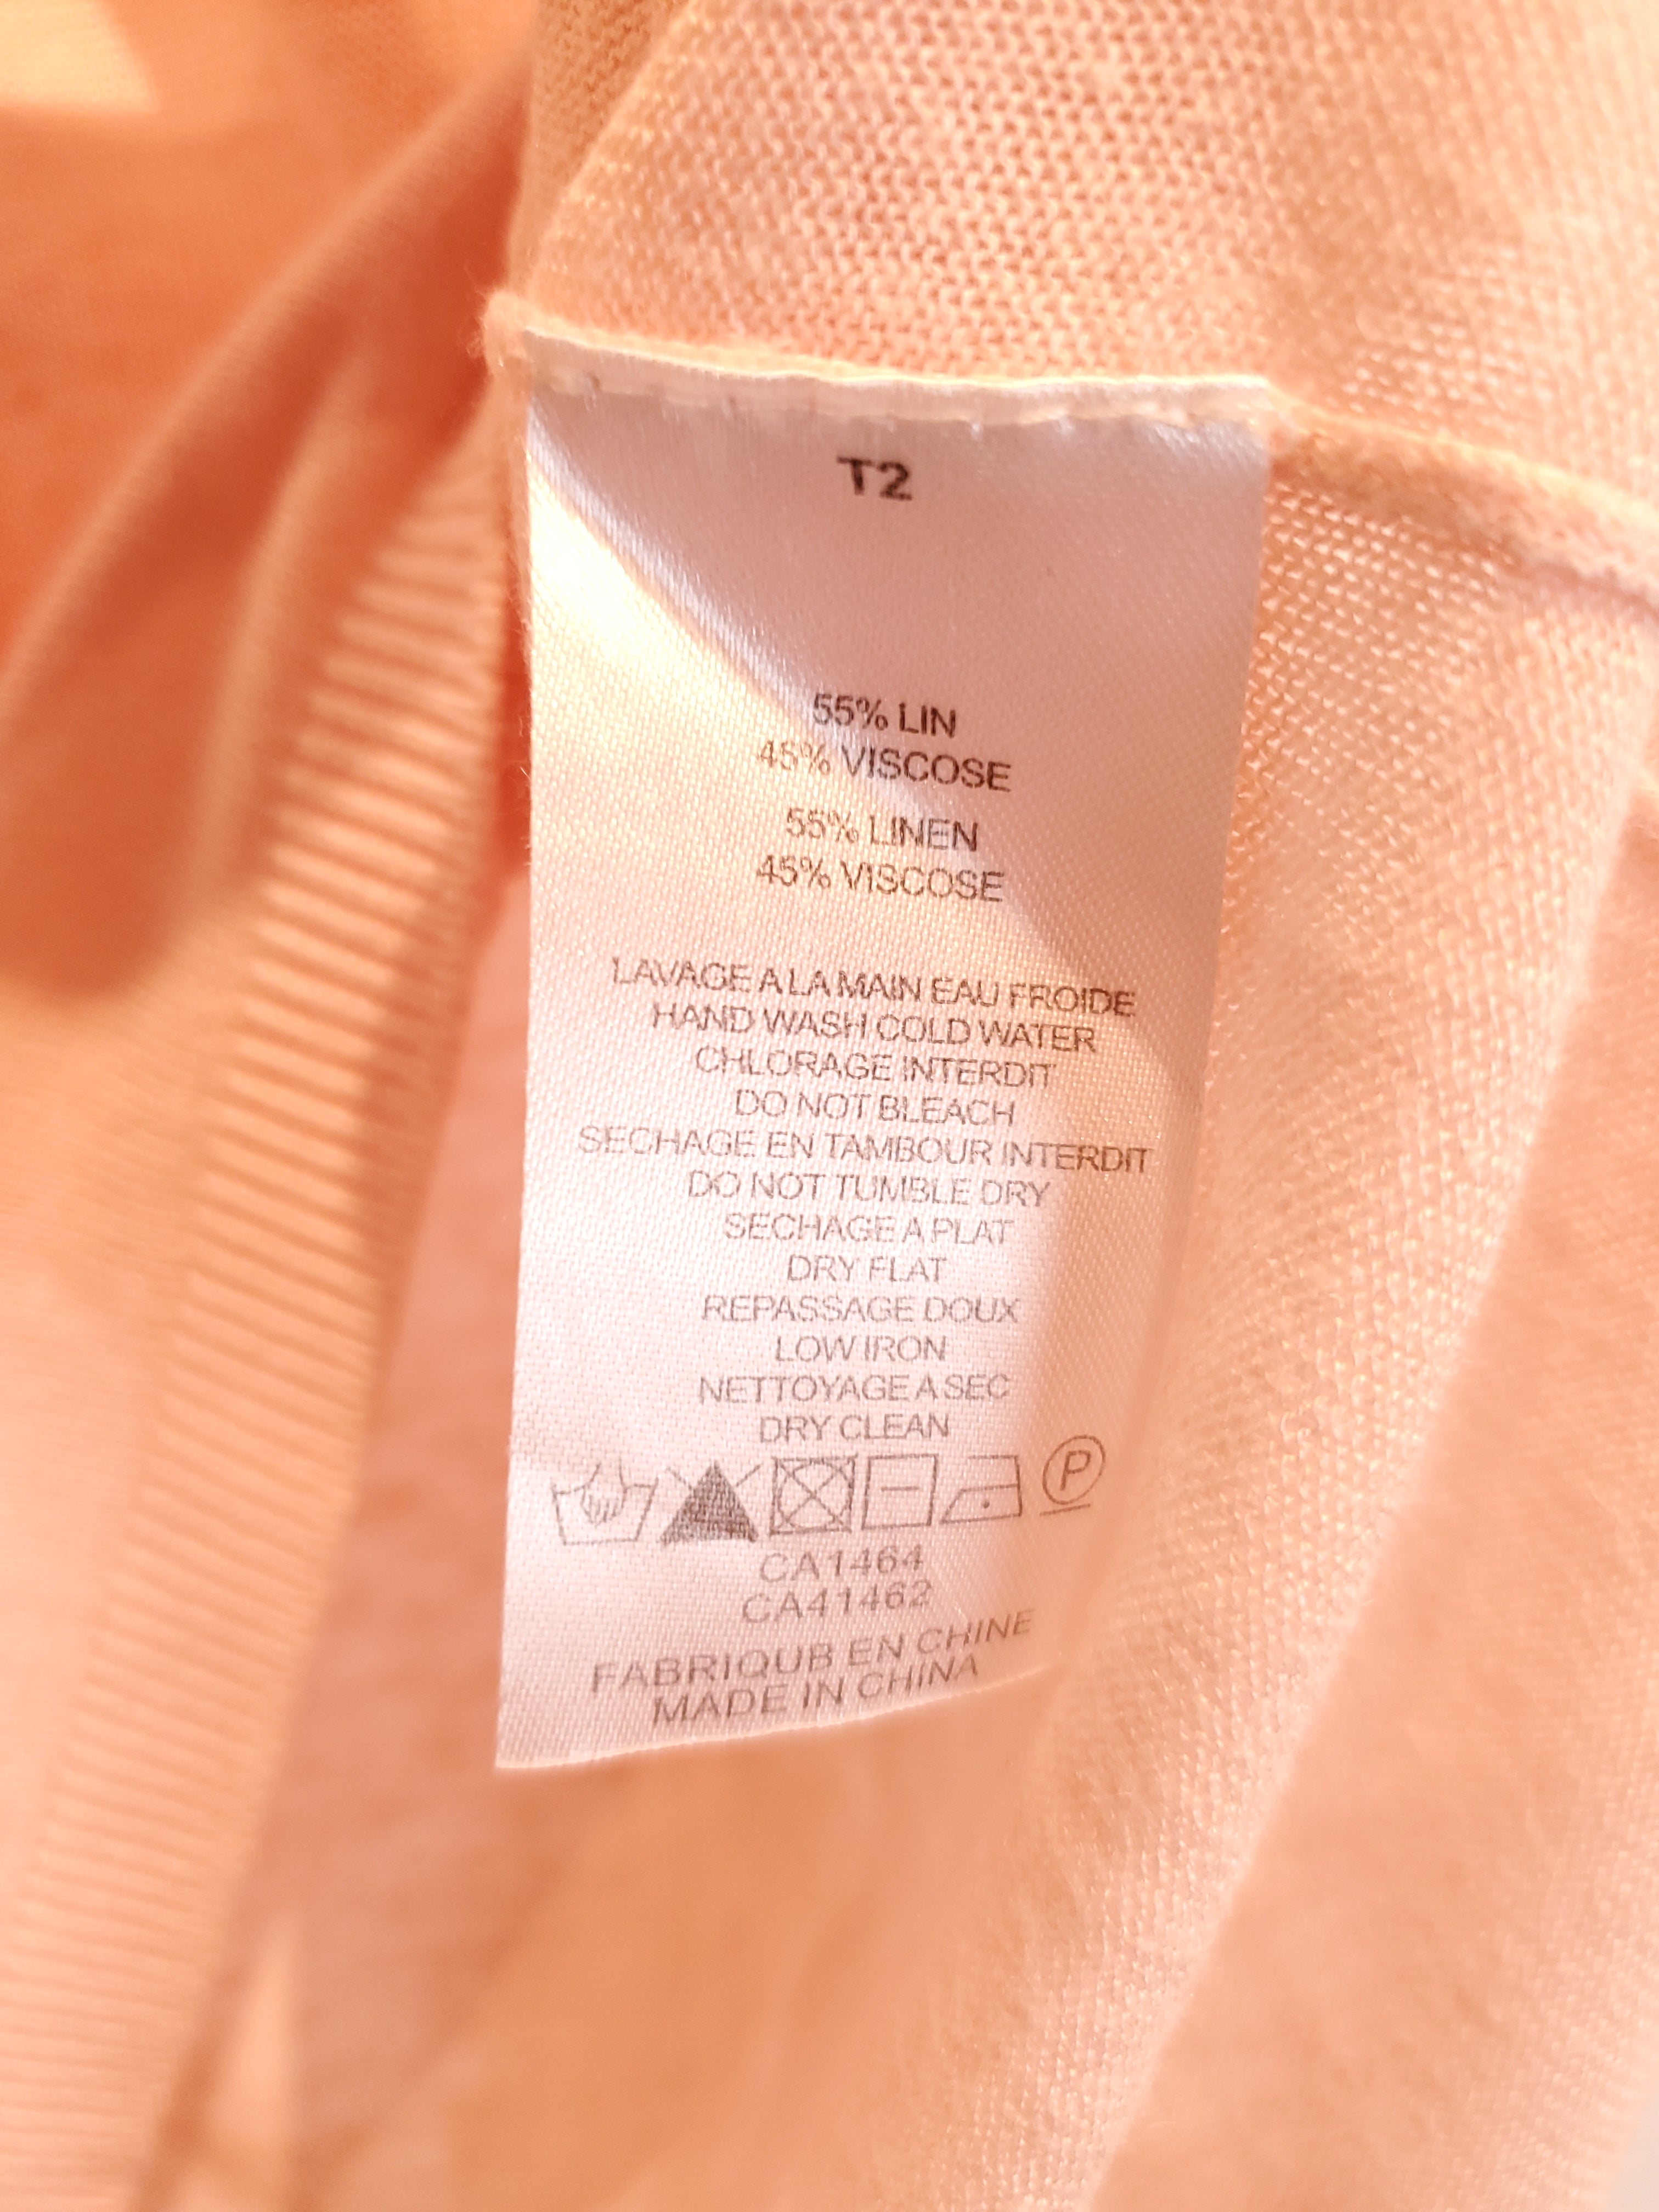 T2
55% LIN
45% VISCOSE
55% LINEN
45% VISCOSE
LAVAGE A LA MAIN EAU FROIDE
HAND WASH COLD WATER
CHLORAGE INTERDIT
DO NOT BLEACH
SECHAGE EN TAMBOUR INTERDIT
DO NOT TUMBLE DRY
SECHAGE A PLAT
DRY FLAT
REPASSAGE DOUX
LOW IRON
NETTOYAGE A SEC
DRY CLEAN
P
CA1464
CA41462
FABRIQUB EN CHINE
MADE IN CHINA